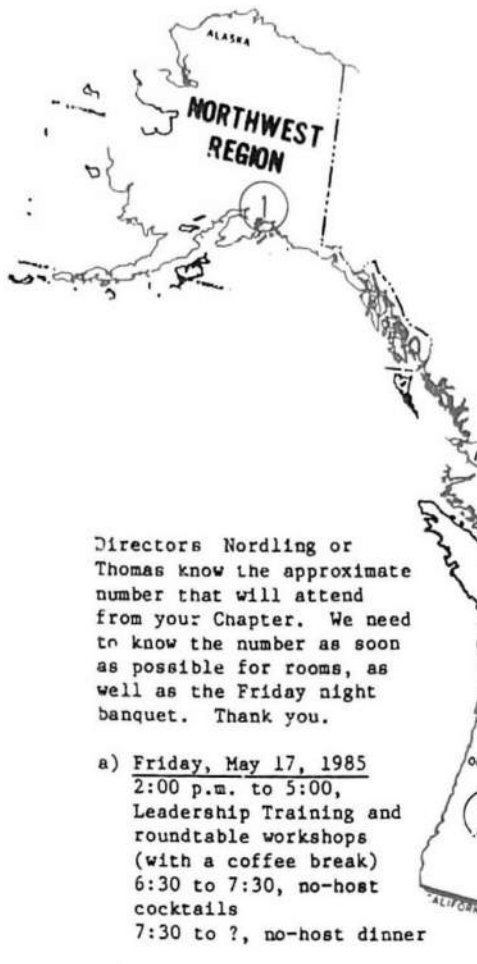 ALASKA
NORTHWEST
REGION
1
Directors Nordling or
Thomas know the approximate
number that will attend
from your Chapter. We need
to know the number as soon
as possible for rooms, as
well as the Friday night
banquet. Thank you.
a) Friday, May 17, 1985
2:00 p.m. to 5:00,
Leadership Training and
roundtable workshops
(with a coffee break)
6:30 to 7:30, no-host
cocktails
7:30 to ?, no-host dinner